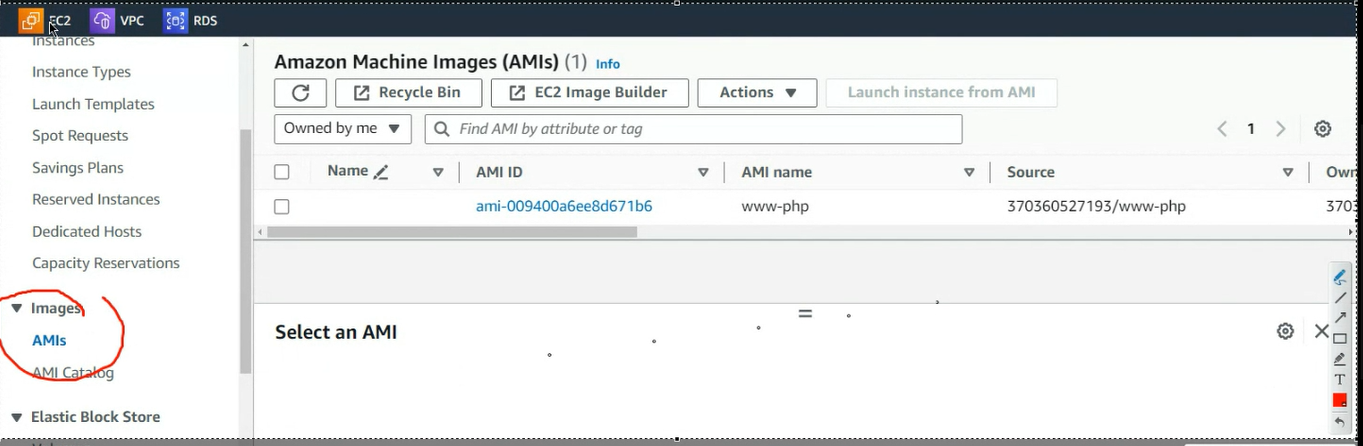 EC2 VPC RDS
Instances
Instance Types
Launch Templates
Spot Requests
Savings Plans
Reserved Instances
Dedicated Hosts
Capacity Reservations
Images
AMIs
AMI Catalog
Elastic Block Store
Amazon Machine Images (AMIs) (1) Info
Recycle Bin EC2 Image Builder Actions Launch instance from AMI
Owned by me Find AMI by attribute or tag 1
Name AMI ID AMI name Source Own
ami-009400a6ee8d671b6 www-php 370360527193/www-php 3703
Select an AMI
T